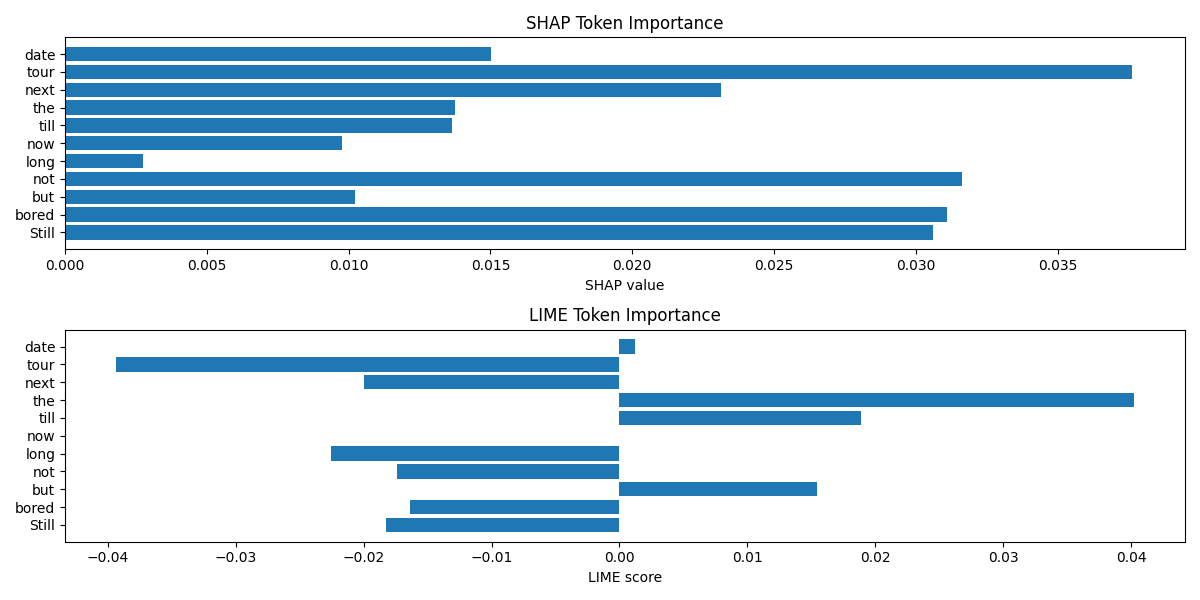 SHAP Token Importance
date
tour
next
the
till
now
long
not
but
bored
Still
0.000 0.005 0.010 0.015 0.020 0.025 0.030 0.035
SHAP value
LIME Token Importance
date
tour
next
the
till
now
long
not
but
bored
Still
−0.04 −0.03 −0.02 −0.01 0.00 0.01 0.02 0.03 0.04
LIME score